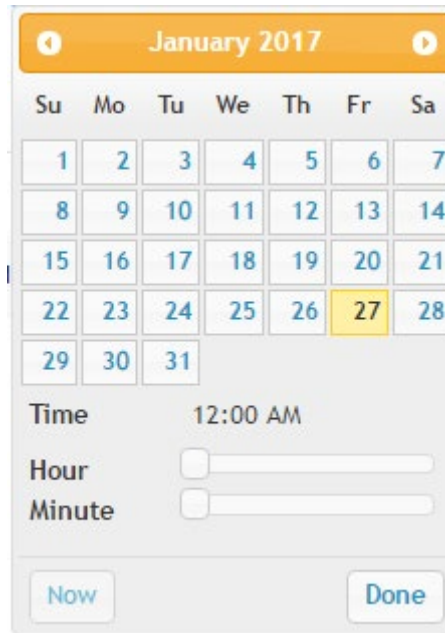 January 2017
Su Mo Tu We Th Fr Sa
1 2 3 4 5 6 7
8 9 10 11 12 13 14
15 16 17 18 19 20 21
22 23 24 25 26 27 28
29 30 31
Time 12:00 AM
Hour
Minute
Now Done